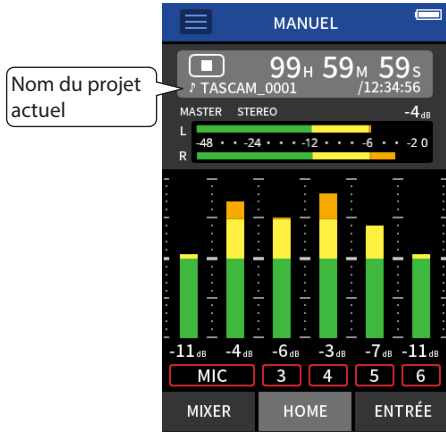 MANUEL
Nom du projet
actuel
99H 59M 59S
♪ TASCAM_0001 /12:34:56
MASTER STEREO -4dB
L
-48 · · -24 · · · -12 · · · -6 · · -2 0
R
-11dB -4dB -6dB -3dB -7dB -11dB
MIC 3 4 5 6
MIXER HOME ENTRÉE